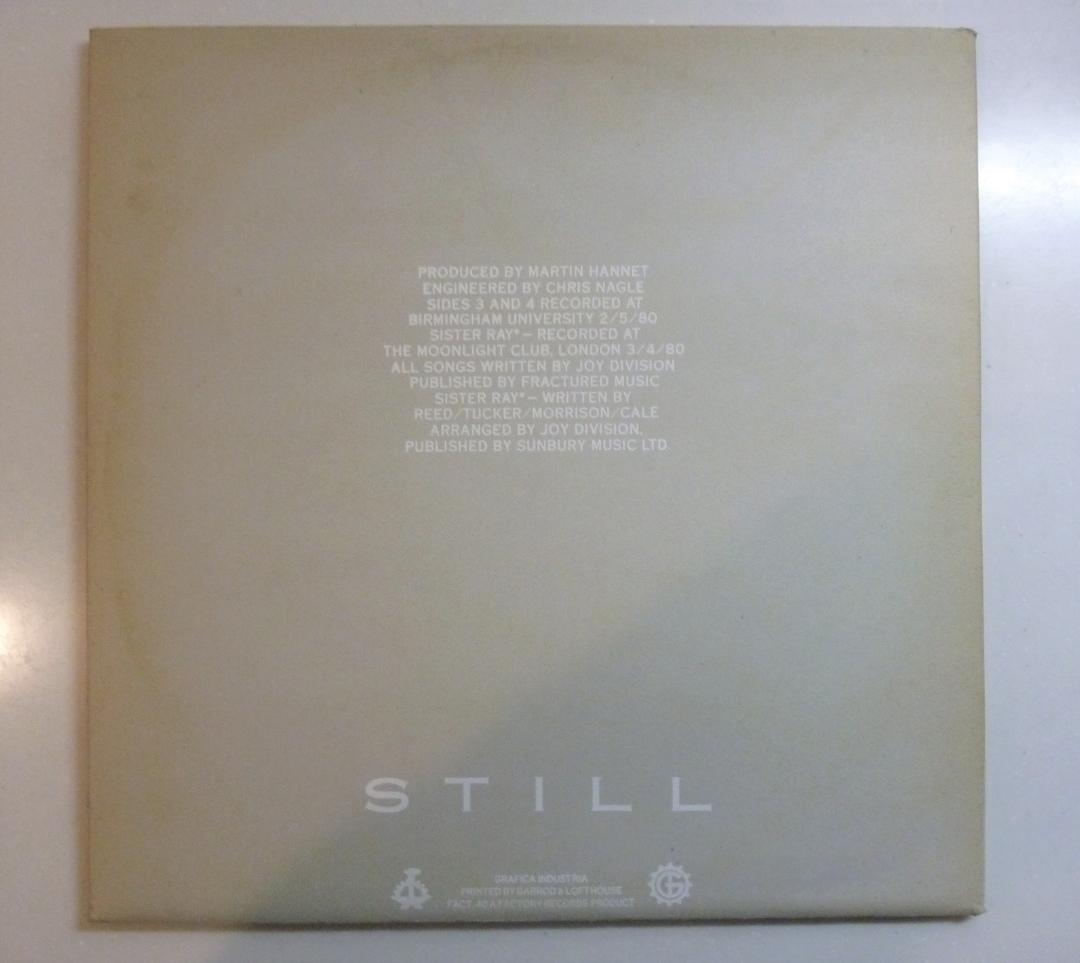 PRODUCED BY MARTIN HANNET
ENGINEERED BY CHRIS NAGLE
SIDES 3 AND 4 RECORDED AT
BIRMINGHAM UNIVERSITY 2/5/80
SISTER RAY*– RECORDED AT
THE MOONLIGHT CLUB, LONDON 3/4/80
ALL SONGS WRITTEN BY JOY DIVISION
PUBLISHED BY FRACTURED MUSIC
SISTER RAY*– WRITTEN BY
REED/TUCKER/MORRISON/CALE
ARRANGED BY JOY DIVISION,
PUBLISHED BY SUNBURY MUSIC LTD.
STILL
GRAFICA INDUSTRIA
PRINTED BY GARROD & LOFTHOUSE
FACT. 40 A FACTORY RECORDS PRODUCT